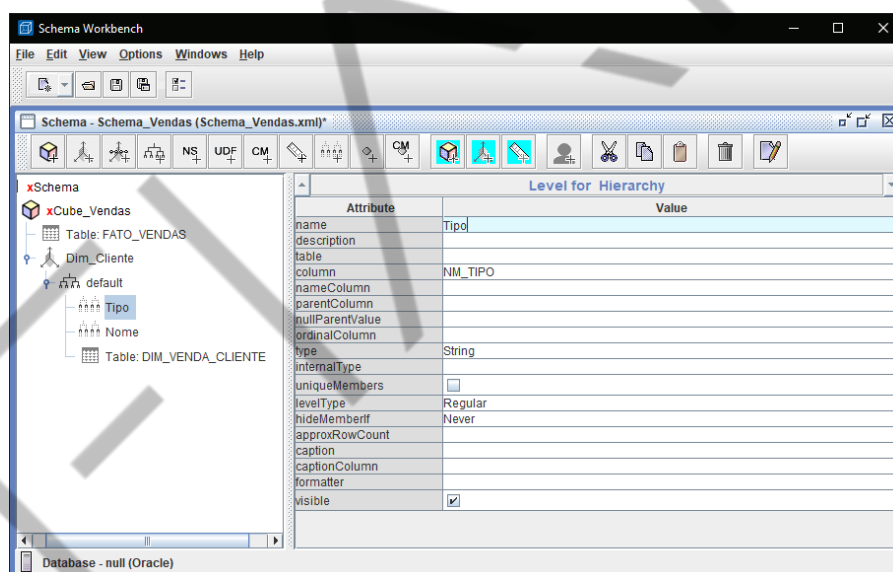 Schema Workbench
File Edit View Options Windows Help
Schema - Schema_Vendas (Schema_Vendas.xml)*
NS UDF CM CM
xSchema
xCube_Vendas
Table: FATO_VENDAS
Dim_Cliente
default
Tipo
Nome
Table: DIM_VENDA_CLIENTE
Level for Hierarchy
Attribute Value
name Tipo
description
table
column NM_TIPO
nameColumn
parentColumn
nullParentValue
ordinalColumn
type String
internalType
uniqueMembers
levelType Regular
hideMemberIf Never
approxRowCount
caption
captionColumn
formatter
visible
Database - null (Oracle)